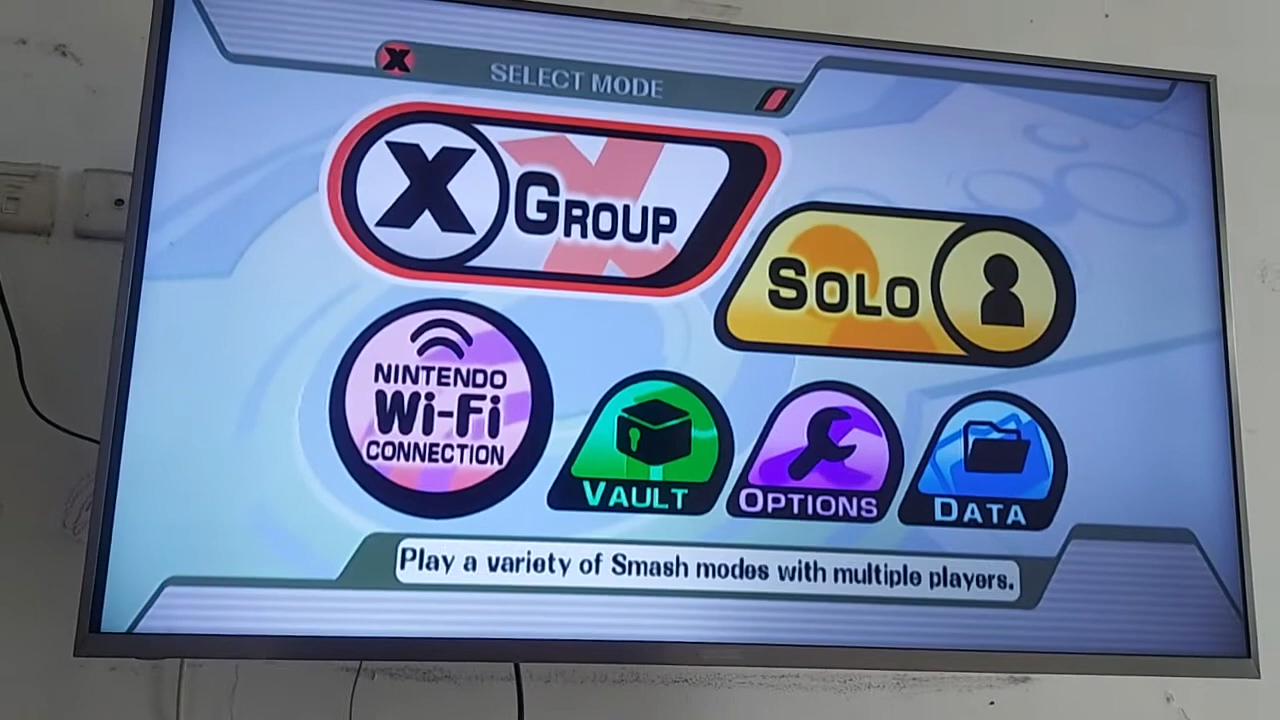 SELECT MODE
X GROUP
SOLO
NINTENDO
Wi-Fi
CONNECTION
VAULT
OPTIONS
DATA
Play a variety of Smash modes with multiple players.